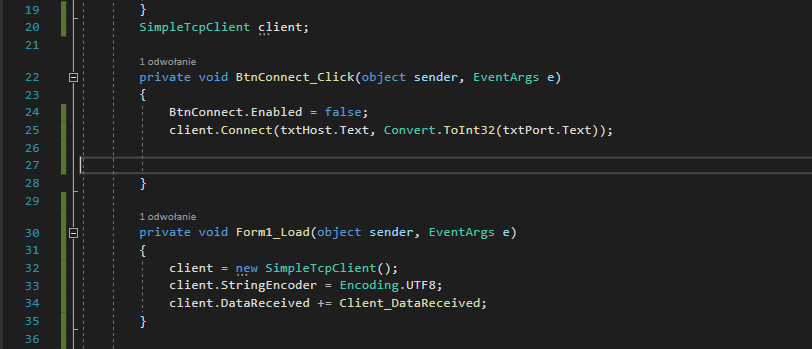 19 }
20 SimpleTcpClient client;
21
1 odwołanie
22 private void BtnConnect_Click(object sender, EventArgs e)
23 {
24 BtnConnect.Enabled = false;
25 client.Connect(txtHost.Text, Convert.ToInt32(txtPort.Text));
26
27
28 }
29
1 odwołanie
30 private void Form1_Load(object sender, EventArgs e)
31 {
32 client = new SimpleTcpClient();
33 client.StringEncoder = Encoding.UTF8;
34 client.DataReceived += Client_DataReceived;
35 }
36